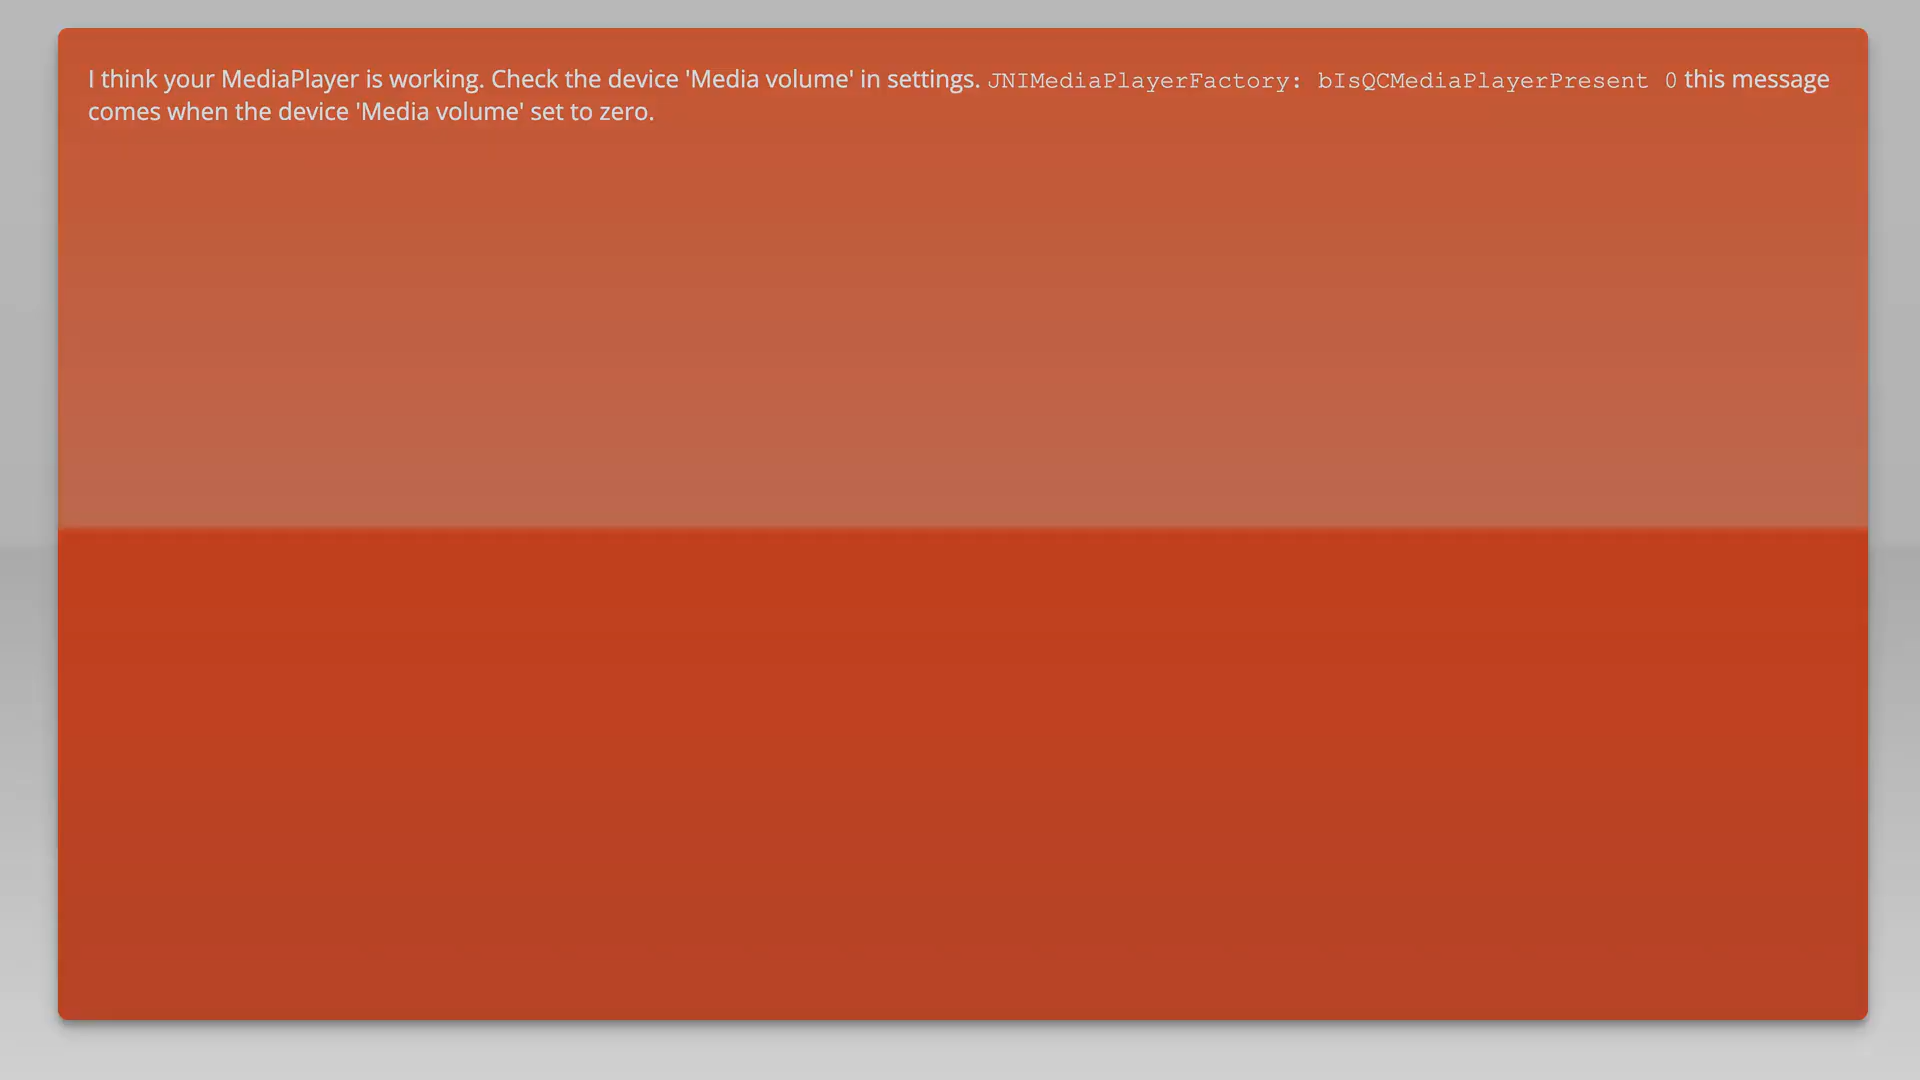 I think your MediaPlayer is working. Check the device 'Media volume' in settings. JNIMediaPlayerFactory: bIsQCMediaPlayerPresent 0 this message
comes when the device 'Media volume' set to zero.